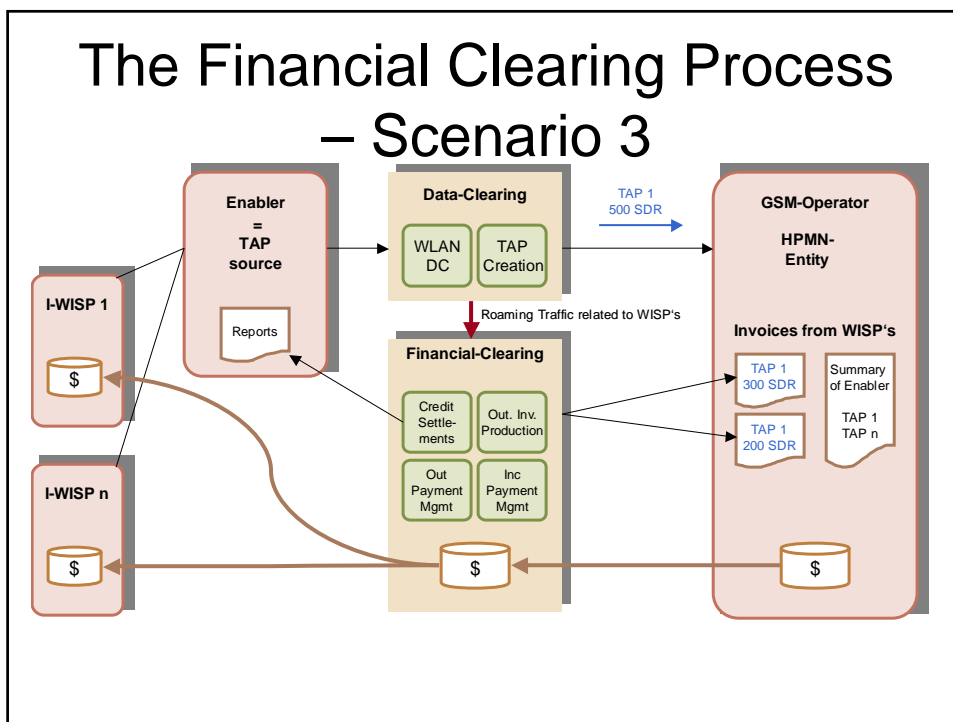 The Financial Clearing Process
– Scenario 3
Enabler
=
TAP
source
Reports
Data-Clearing
WLAN
DC
TAP
Creation
TAP 1
500 SDR
GSM-Operator
HPMN-
Entity
I-WISP 1
$
Roaming Traffic related to WISP‘s
Financial-Clearing
Credit
Settle-
ments
Out. Inv.
Production
Out
Payment
Mgmt
Inc
Payment
Mgmt
$
Invoices from WISP‘s
TAP 1
300 SDR
TAP 1
200 SDR
Summary
of Enabler
TAP 1
TAP n
$
I-WISP n
$